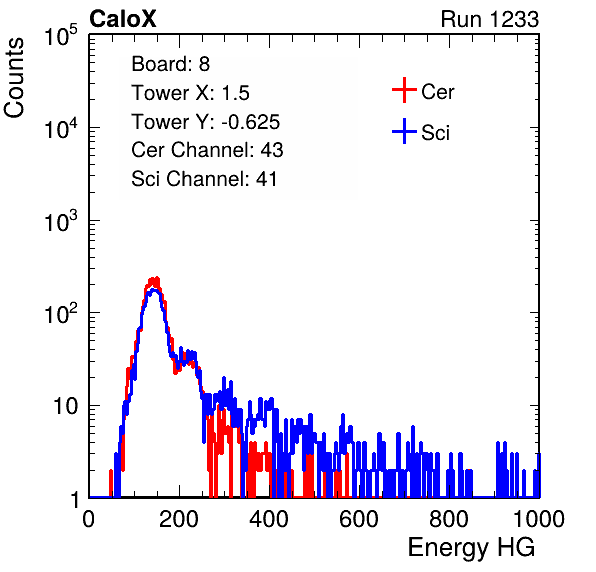 CaloX Run 1233
Counts
10^5
10^4
10^3
10^2
10
1
Board: 8
Tower X: 1.5
Tower Y: -0.625
Cer Channel: 43
Sci Channel: 41
Cer
Sci
0 200 400 600 800 1000
Energy HG